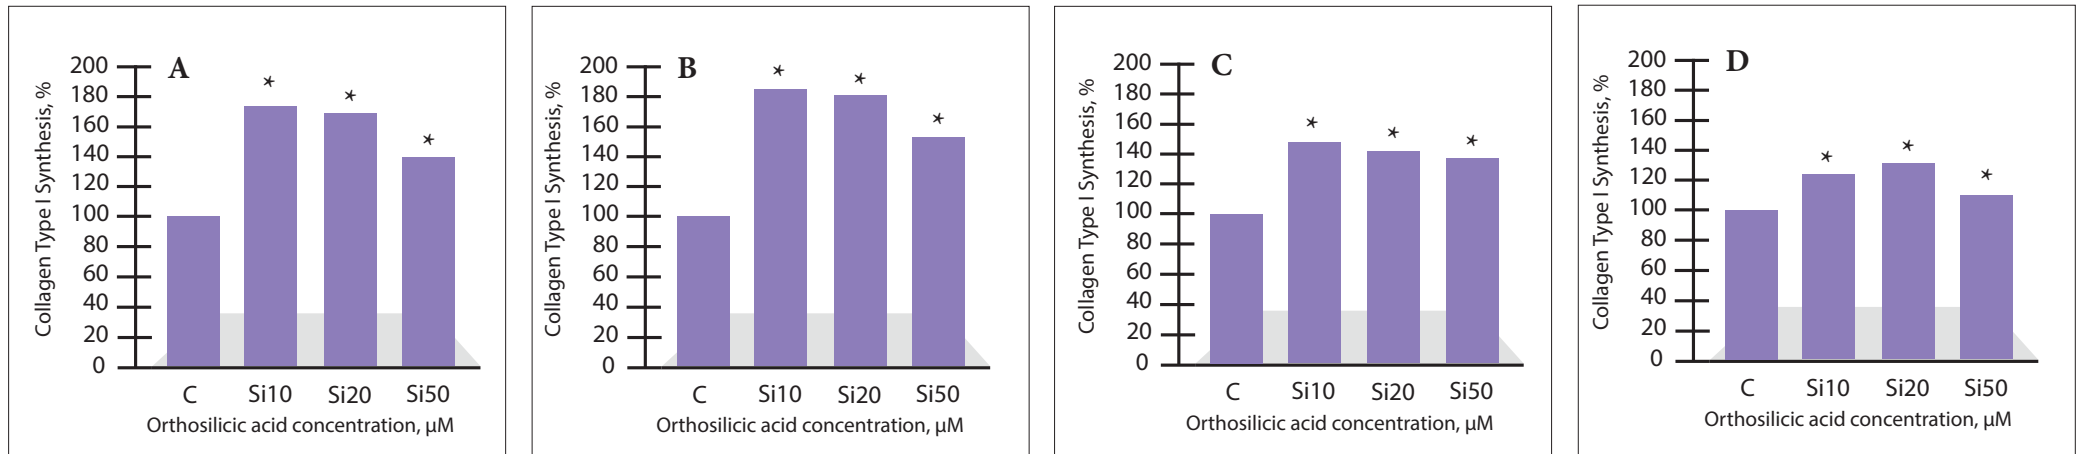 A
Collagen Type I Synthesis, %
200
180
160
140
120
100
80
60
40
20
0
* * *
C Si10 Si20 Si50
Orthosilicic acid concentration, µM
B
Collagen Type I Synthesis, %
200
180
160
140
120
100
80
60
40
20
0
* * *
C Si10 Si20 Si50
Orthosilicic acid concentration, µM
C
Collagen Type I Synthesis, %
200
180
160
140
120
100
80
60
40
20
0
* * *
C Si10 Si20 Si50
Orthosilicic acid concentration, µM
D
Collagen Type I Synthesis, %
200
180
160
140
120
100
80
60
40
20
0
* * *
C Si10 Si20 Si50
Orthosilicic acid concentration, µM